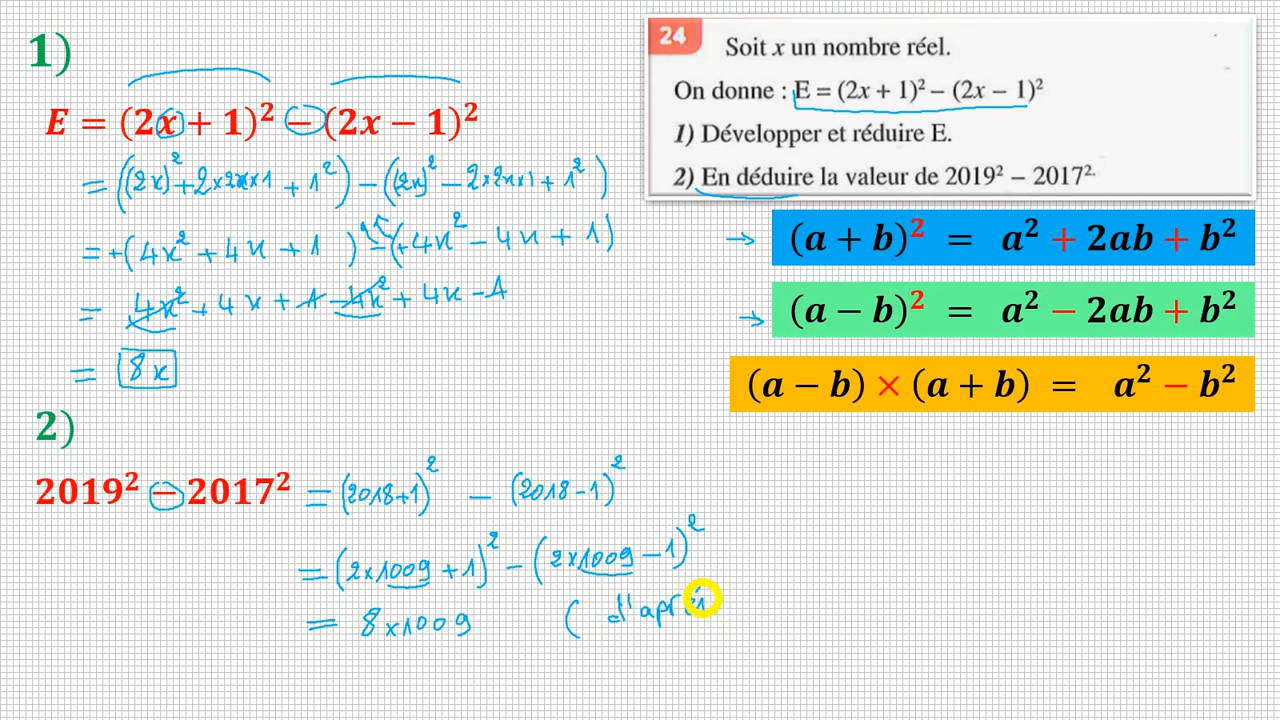 1)
E = (2x + 1)² − (2x − 1)²
= ((2x)² + 2×2x×1 + 1²) − ((2x)² − 2×2x×1 + 1²)
= +(4x² + 4x + 1) − (+4x² − 4x + 1)
= 4x² + 4x + 1 − 4x² + 4x − 1
= 8x
2)
2019² − 2017² = (2018+1)² − (2018−1)²
= (2×1009 + 1)² − (2×1009 − 1)²
= 8×1009 ( d'après
24
Soit x un nombre réel.
On donne : E = (2x + 1)² – (2x – 1)²
1) Développer et réduire E.
2) En déduire la valeur de 2019² – 2017².
→ (a + b)² = a² + 2ab + b²
→ (a − b)² = a² − 2ab + b²
(a − b) × (a + b) = a² − b²